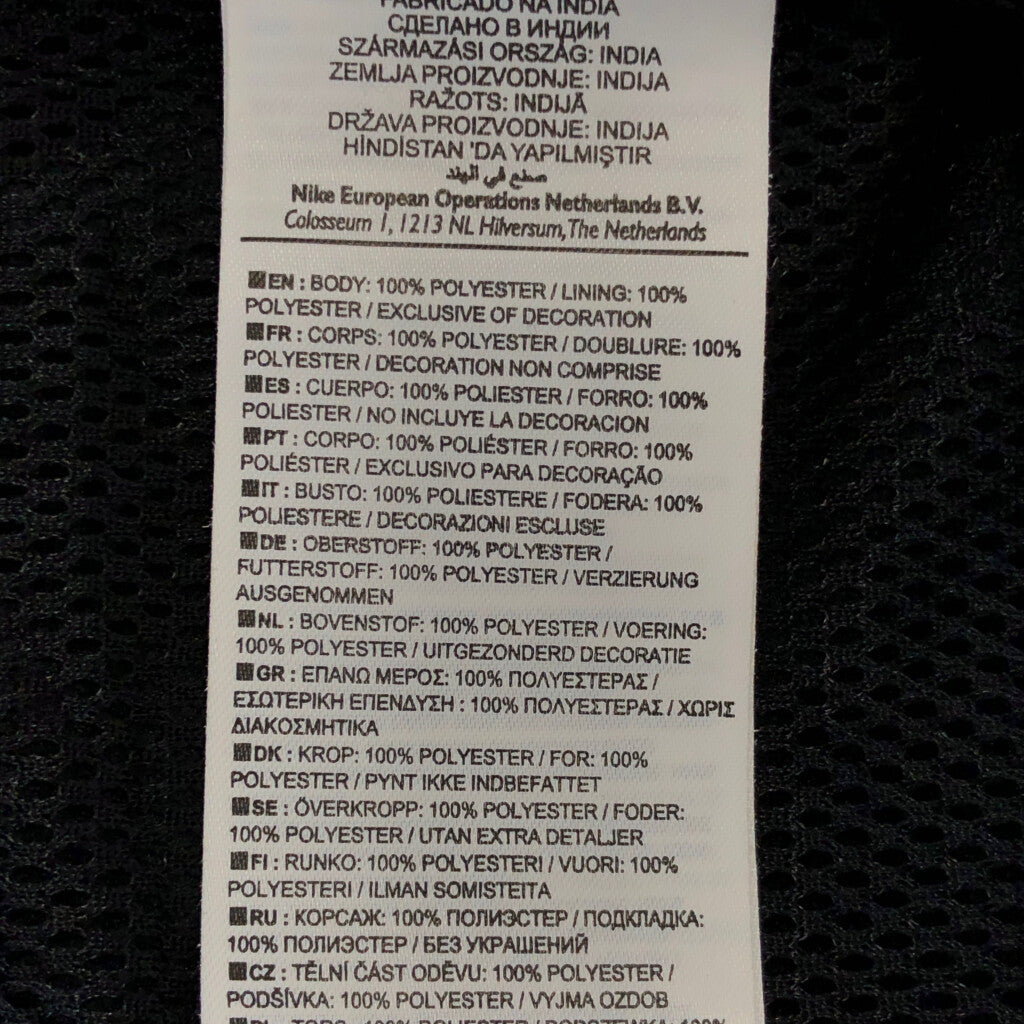 FABRICADO NA INDIA
СДЕЛАНО В ИНДИИ
SZÁRMAZÁSI ORSZÁG: INDIA
ZEMLJA PROIZVODNJE: INDIJA
RAŽOTS: INDIJĀ
DRŽAVA PROIZVODNJE: INDIJA
HİNDİSTAN 'DA YAPILMIŞTIR
صنع في الهند
Nike European Operations Netherlands B.V.
Colosseum 1, 1213 NL Hilversum, The Netherlands
EN : BODY: 100% POLYESTER / LINING: 100%
POLYESTER / EXCLUSIVE OF DECORATION
FR : CORPS: 100% POLYESTER / DOUBLURE: 100%
POLYESTER / DECORATION NON COMPRISE
ES : CUERPO: 100% POLIESTER / FORRO: 100%
POLIESTER / NO INCLUYE LA DECORACION
PT : CORPO: 100% POLIÉSTER / FORRO: 100%
POLIÉSTER / EXCLUSIVO PARA DECORAÇÃO
IT : BUSTO: 100% POLIESTERE / FODERA: 100%
POLIESTERE / DECORAZIONI ESCLUSE
DE : OBERSTOFF: 100% POLYESTER /
FUTTERSTOFF: 100% POLYESTER / VERZIERUNG
AUSGENOMMEN
NL : BOVENSTOF: 100% POLYESTER / VOERING:
100% POLYESTER / UITGEZONDERD DECORATIE
GR : ΕΠΑΝΩ ΜΕΡΟΣ: 100% ΠΟΛΥΕΣΤΕΡΑΣ /
ΕΣΩΤΕΡΙΚΗ ΕΠΕΝΔΥΣΗ : 100% ΠΟΛΥΕΣΤΕΡΑΣ / ΧΩΡΙΣ
ΔΙΑΚΟΣΜΗΤΙΚΑ
DK : KROP: 100% POLYESTER / FOR: 100%
POLYESTER / PYNT IKKE INDBEFATTET
SE : ÖVERKROPP: 100% POLYESTER / FODER:
100% POLYESTER / UTAN EXTRA DETALJER
FI : RUNKO: 100% POLYESTERI / VUORI: 100%
POLYESTERI / ILMAN SOMISTEITA
RU : КОРСАЖ: 100% ПОЛИЭСТЕР / ПОДКЛАДКА:
100% ПОЛИЭСТЕР / БЕЗ УКРАШЕНИЙ
CZ : TĚLNÍ ČÁST ODĚVU: 100% POLYESTER /
PODŠÍVKA: 100% POLYESTER / VYJMA OZDOB